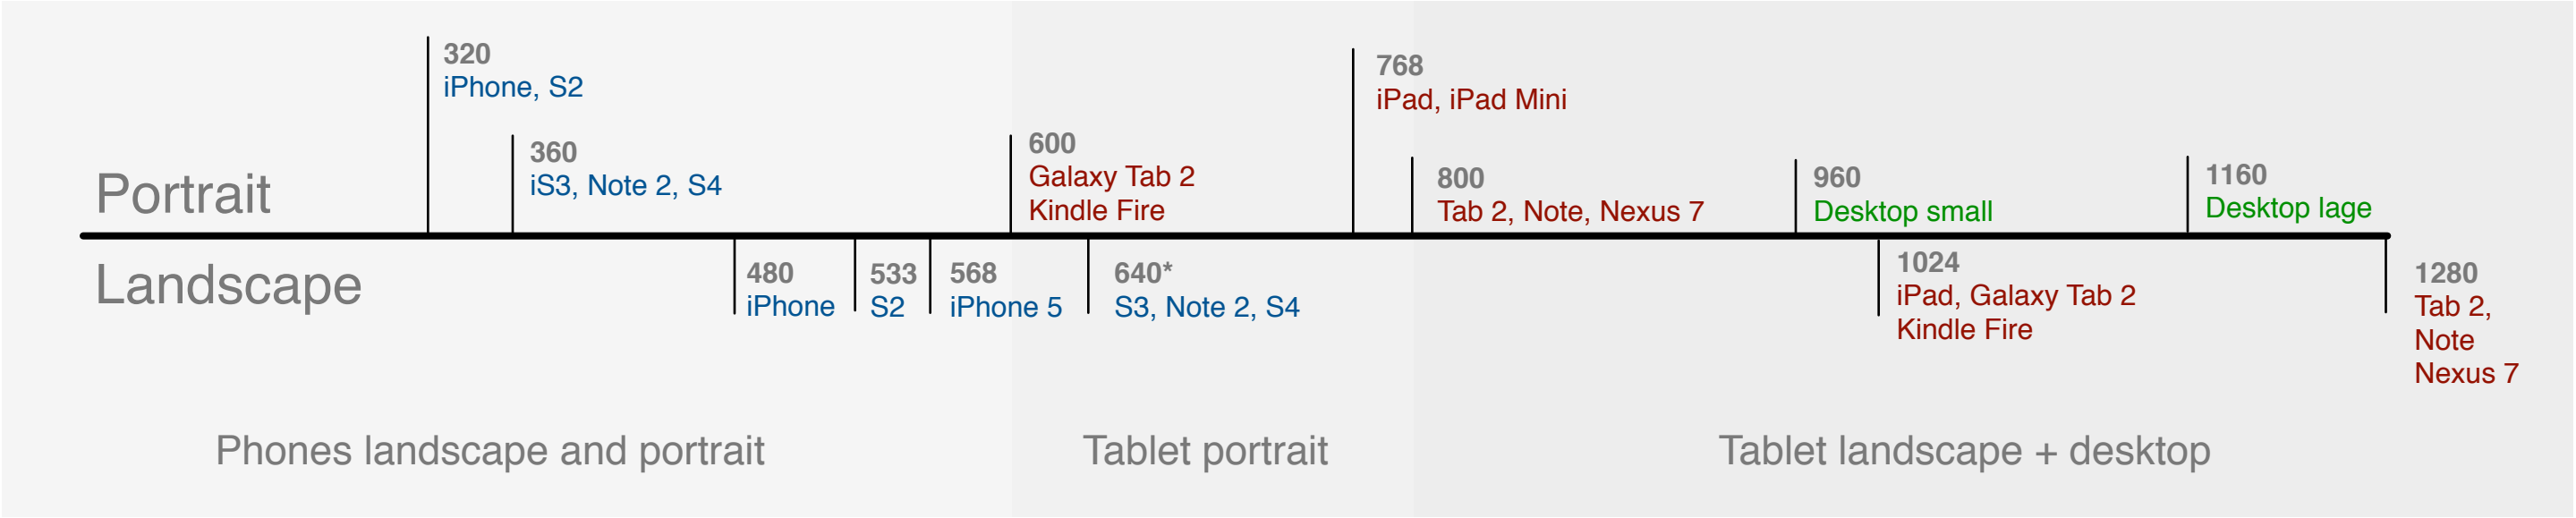 320
iPhone, S2
360
iS3, Note 2, S4
600
Galaxy Tab 2
Kindle Fire
768
iPad, iPad Mini
800
Tab 2, Note, Nexus 7
960
Desktop small
1160
Desktop lage
Portrait
Landscape
480
iPhone
533
S2
568
iPhone 5
640*
S3, Note 2, S4
1024
iPad, Galaxy Tab 2
Kindle Fire
1280
Tab 2,
Note
Nexus 7
Phones landscape and portrait
Tablet portrait
Tablet landscape + desktop